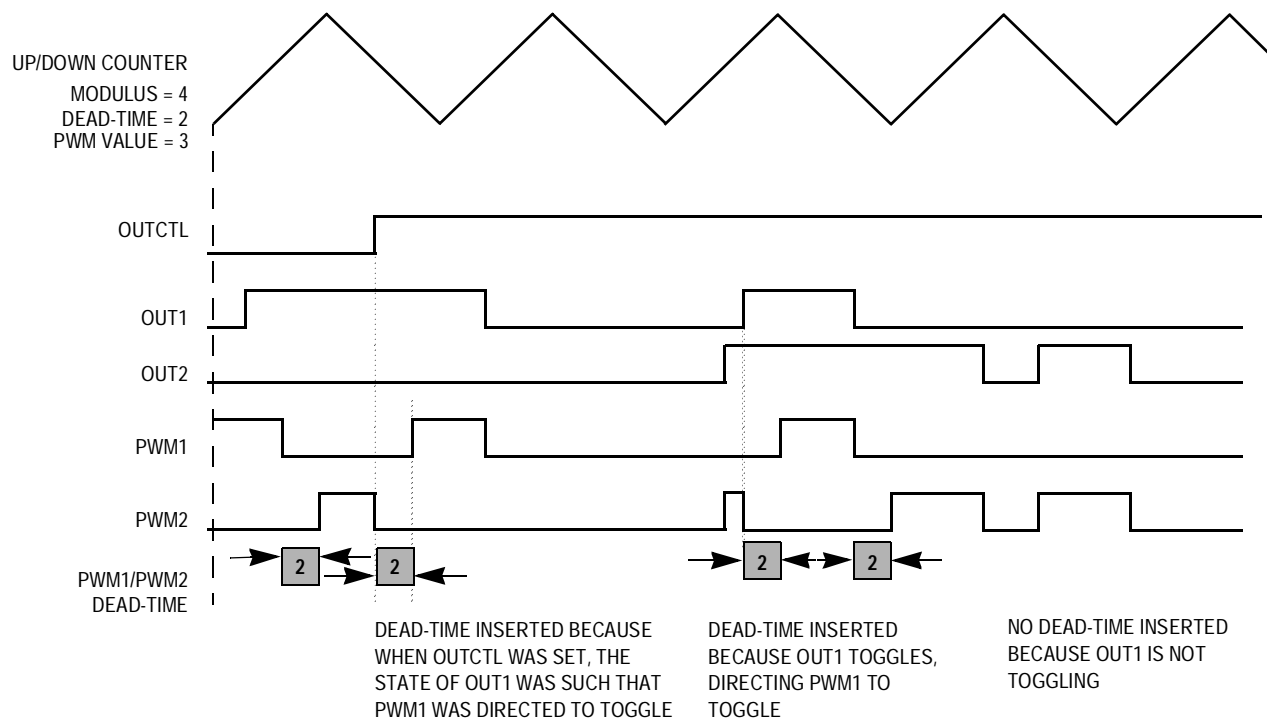 UP/DOWN COUNTER
MODULUS = 4
DEAD-TIME = 2
PWM VALUE = 3
OUTCTL
OUT1
OUT2
PWM1
PWM2
PWM1/PWM2
DEAD-TIME
2
2
2
2
DEAD-TIME INSERTED BECAUSE
WHEN OUTCTL WAS SET, THE
STATE OF OUT1 WAS SUCH THAT
PWM1 WAS DIRECTED TO TOGGLE
DEAD-TIME INSERTED
BECAUSE OUT1 TOGGLES,
DIRECTING PWM1 TO
TOGGLE
NO DEAD-TIME INSERTED
BECAUSE OUT1 IS NOT
TOGGLING